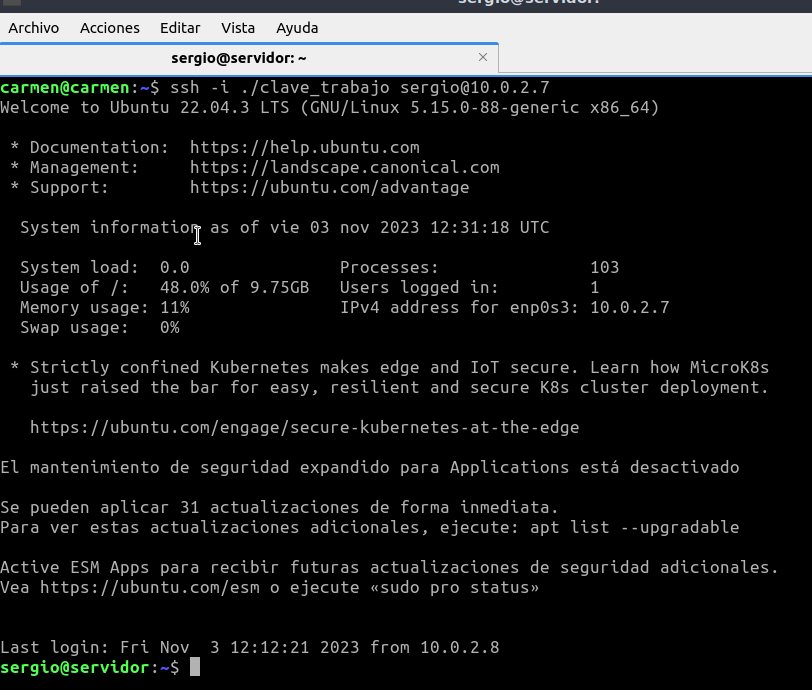 sergio@servidor:
Archivo Acciones Editar Vista Ayuda
sergio@servidor: ~
carmen@carmen:~$ ssh -i ./clave_trabajo sergio@10.0.2.7
Welcome to Ubuntu 22.04.3 LTS (GNU/Linux 5.15.0-88-generic x86_64)
* Documentation: https://help.ubuntu.com
* Management: https://landscape.canonical.com
* Support: https://ubuntu.com/advantage
System information as of vie 03 nov 2023 12:31:18 UTC
System load: 0.0 Processes: 103
Usage of /: 48.0% of 9.75GB Users logged in: 1
Memory usage: 11% IPv4 address for enp0s3: 10.0.2.7
Swap usage: 0%
* Strictly confined Kubernetes makes edge and IoT secure. Learn how MicroK8s
just raised the bar for easy, resilient and secure K8s cluster deployment.
https://ubuntu.com/engage/secure-kubernetes-at-the-edge
El mantenimiento de seguridad expandido para Applications está desactivado
Se pueden aplicar 31 actualizaciones de forma inmediata.
Para ver estas actualizaciones adicionales, ejecute: apt list --upgradable
Active ESM Apps para recibir futuras actualizaciones de seguridad adicionales.
Vea https://ubuntu.com/esm o ejecute «sudo pro status»
Last login: Fri Nov 3 12:12:21 2023 from 10.0.2.8
sergio@servidor:~$